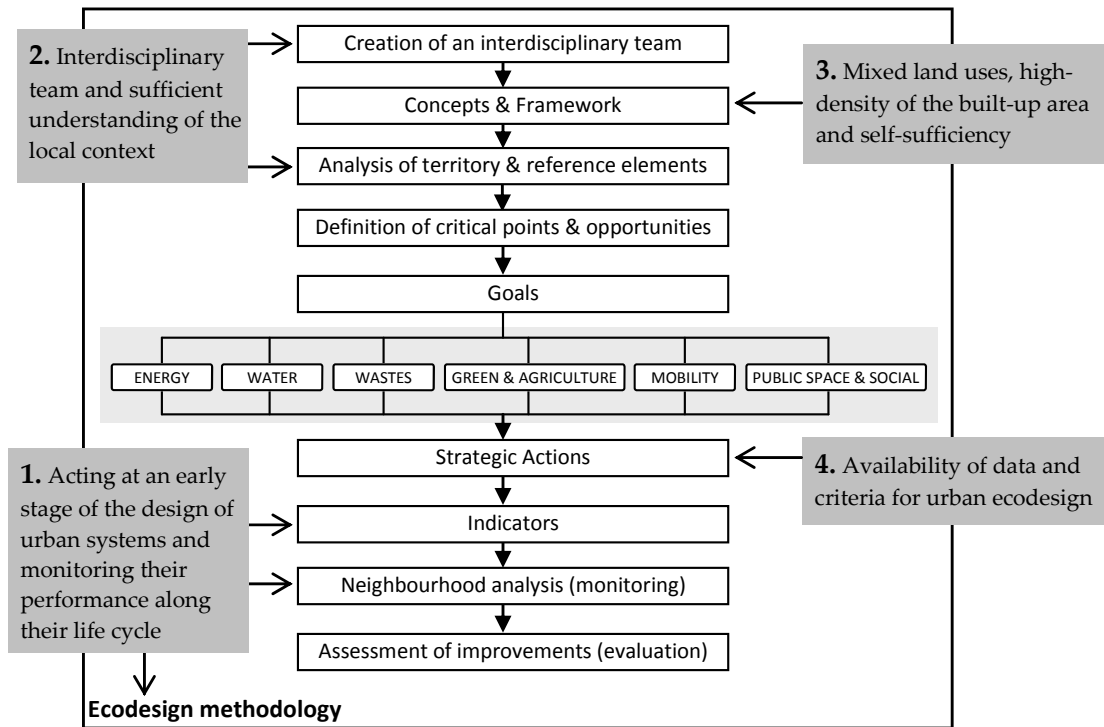 Creation of an interdisciplinary team
2. Interdisciplinary
team and sufficient
understanding of the
local context
3. Mixed land uses, high-
density of the built-up area
and self-sufficiency
Concepts & Framework
Analysis of territory & reference elements
Definition of critical points & opportunities
Goals
ENERGY
WATER
WASTES
GREEN & AGRICULTURE
MOBILITY
PUBLIC SPACE & SOCIAL
Strategic Actions
1. Acting at an early
stage of the design of
urban systems and
monitoring their
performance along
their life cycle
4. Availability of data and
criteria for urban ecodesign
Indicators
Neighbourhood analysis (monitoring)
Assessment of improvements (evaluation)
Ecodesign methodology